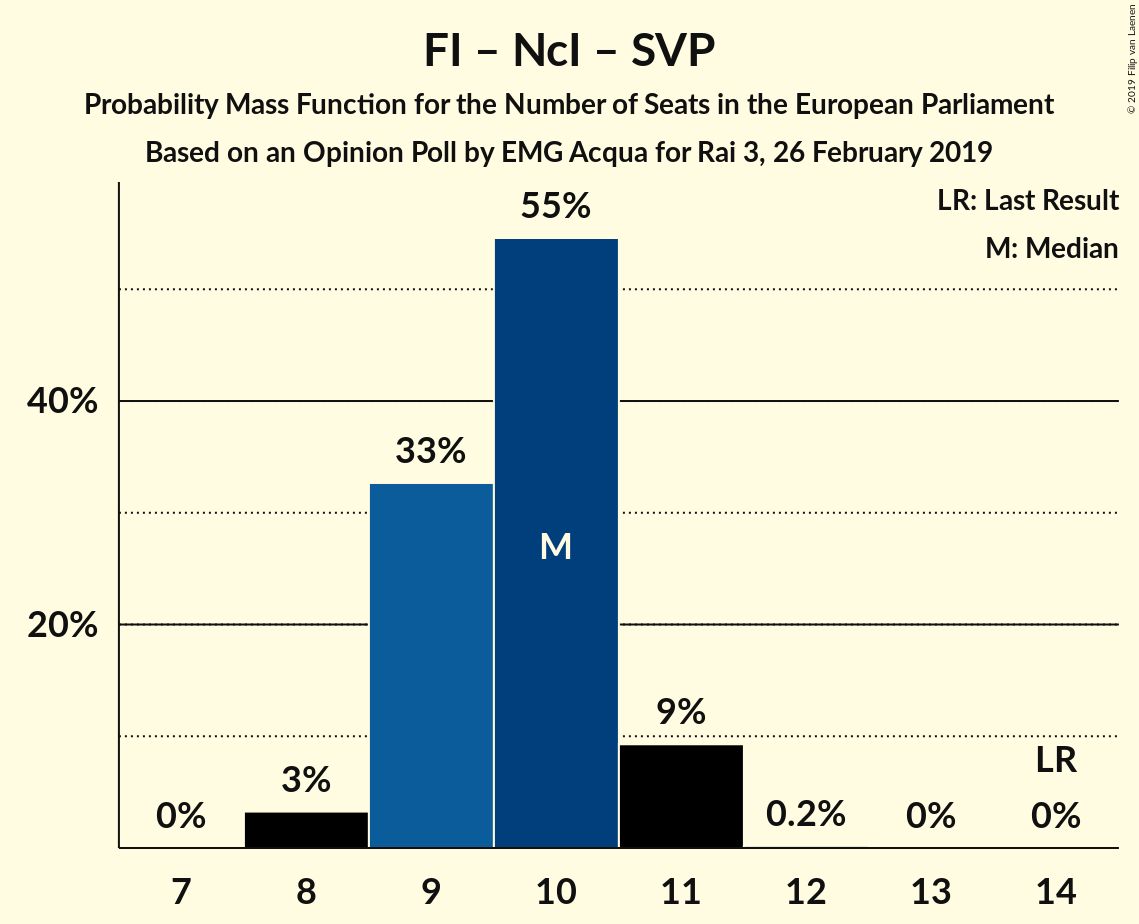 FI – NcI – SVP
Probability Mass Function for the Number of Seats in the European Parliament
Based on an Opinion Poll by EMG Acqua for Rai 3, 26 February 2019
© 2019 Filip van Laenen
LR: Last Result
M: Median
55%
40%
33%
M
20%
9%
LR
3%
0%
0.2%
0%
0%
7
8
9
10
11
12
13
14